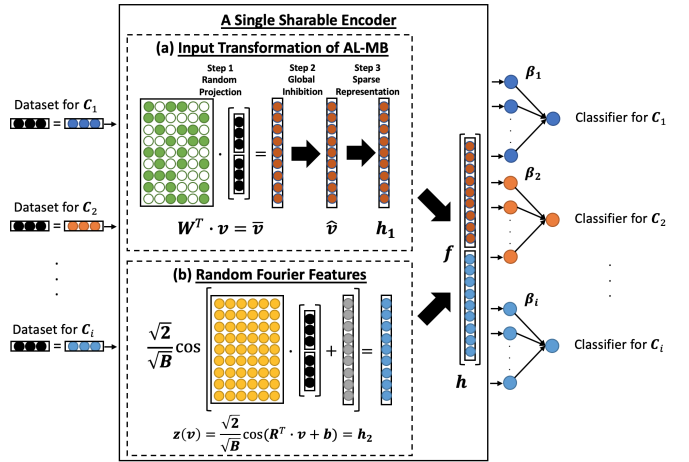 A Single Sharable Encoder
(a) Input Transformation of AL-MB
Step 1
Random
Projection
Step 2
Global
Inhibition
Step 3
Sparse
Representation
· =
W^T · v = v̅
v̂
h₁
(b) Random Fourier Features
√2/√B cos [ · + ] =
z(v) = √2/√B cos(R^T · v + b) = h₂
Dataset for C₁
=
Dataset for C₂
=
.
.
.
Dataset for Cᵢ
=
f
h
β₁
Classifier for C₁
β₂
Classifier for C₂
.
.
.
βᵢ
Classifier for Cᵢ